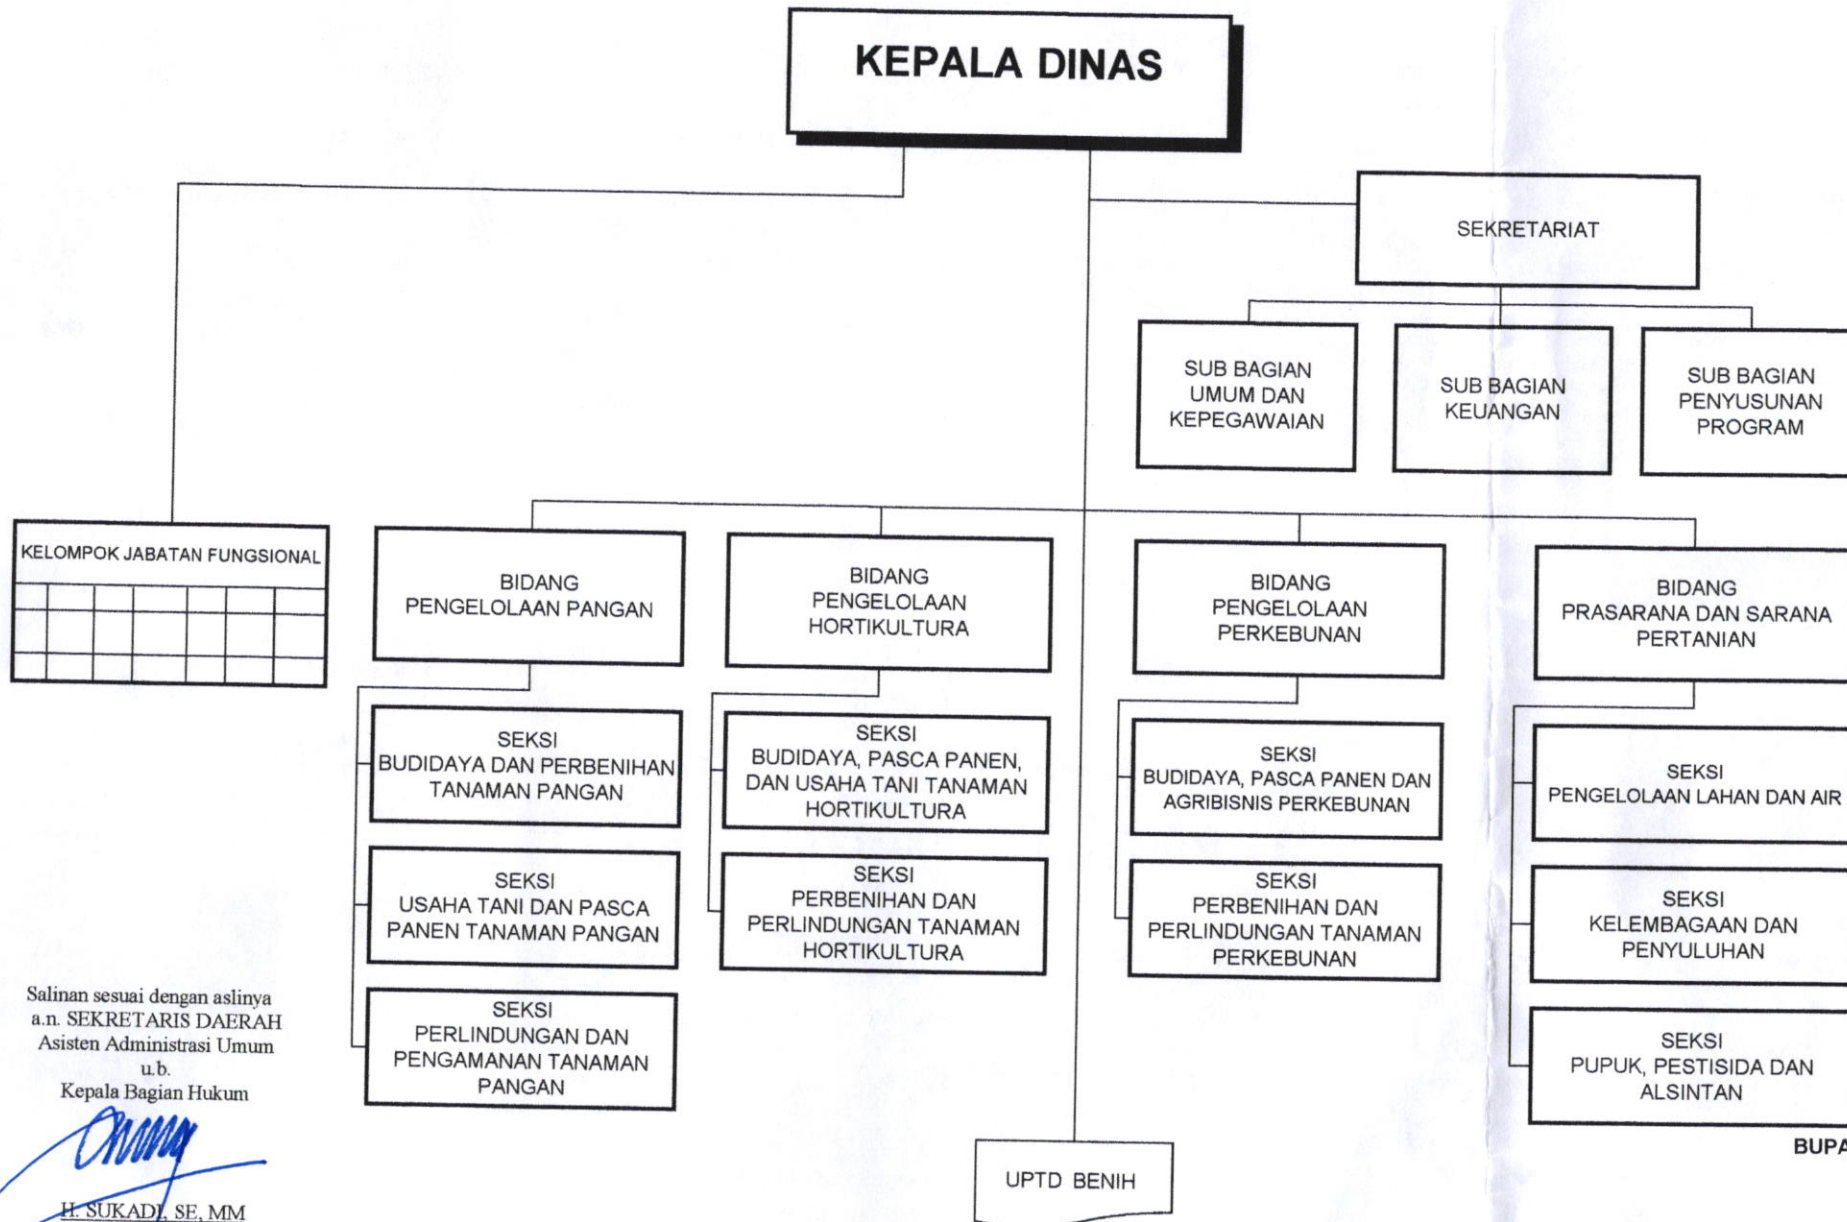 KEPALA DINAS
SEKRETARIAT
SUB BAGIAN
UMUM DAN
KEPEGAWAIAN
SUB BAGIAN
KEUANGAN
SUB BAGIAN
PENYUSUNAN
PROGRAM
KELOMPOK JABATAN FUNGSIONAL
BIDANG
PENGELOLAAN PANGAN
BIDANG
PENGELOLAAN
HORTIKULTURA
BIDANG
PENGELOLAAN
PERKEBUNAN
BIDANG
PRASARANA DAN SARANA
PERTANIAN
SEKSI
BUDIDAYA DAN PERBENIHAN
TANAMAN PANGAN
SEKSI
USAHA TANI DAN PASCA
PANEN TANAMAN PANGAN
SEKSI
PERLINDUNGAN DAN
PENGAMANAN TANAMAN
PANGAN
SEKSI
BUDIDAYA, PASCA PANEN,
DAN USAHA TANI TANAMAN
HORTIKULTURA
SEKSI
PERBENIHAN DAN
PERLINDUNGAN TANAMAN
HORTIKULTURA
SEKSI
BUDIDAYA, PASCA PANEN DAN
AGRIBISNIS PERKEBUNAN
SEKSI
PERBENIHAN DAN
PERLINDUNGAN TANAMAN
PERKEBUNAN
SEKSI
PENGELOLAAN LAHAN DAN AIR
SEKSI
KELEMBAGAAN DAN
PENYULUHAN
SEKSI
PUPUK, PESTISIDA DAN
ALSINTAN
UPTD BENIH
BUPA
Salinan sesuai dengan aslinya
a.n. SEKRETARIS DAERAH
Asisten Administrasi Umum
u.b.
Kepala Bagian Hukum
H. SUKADI, SE, MM